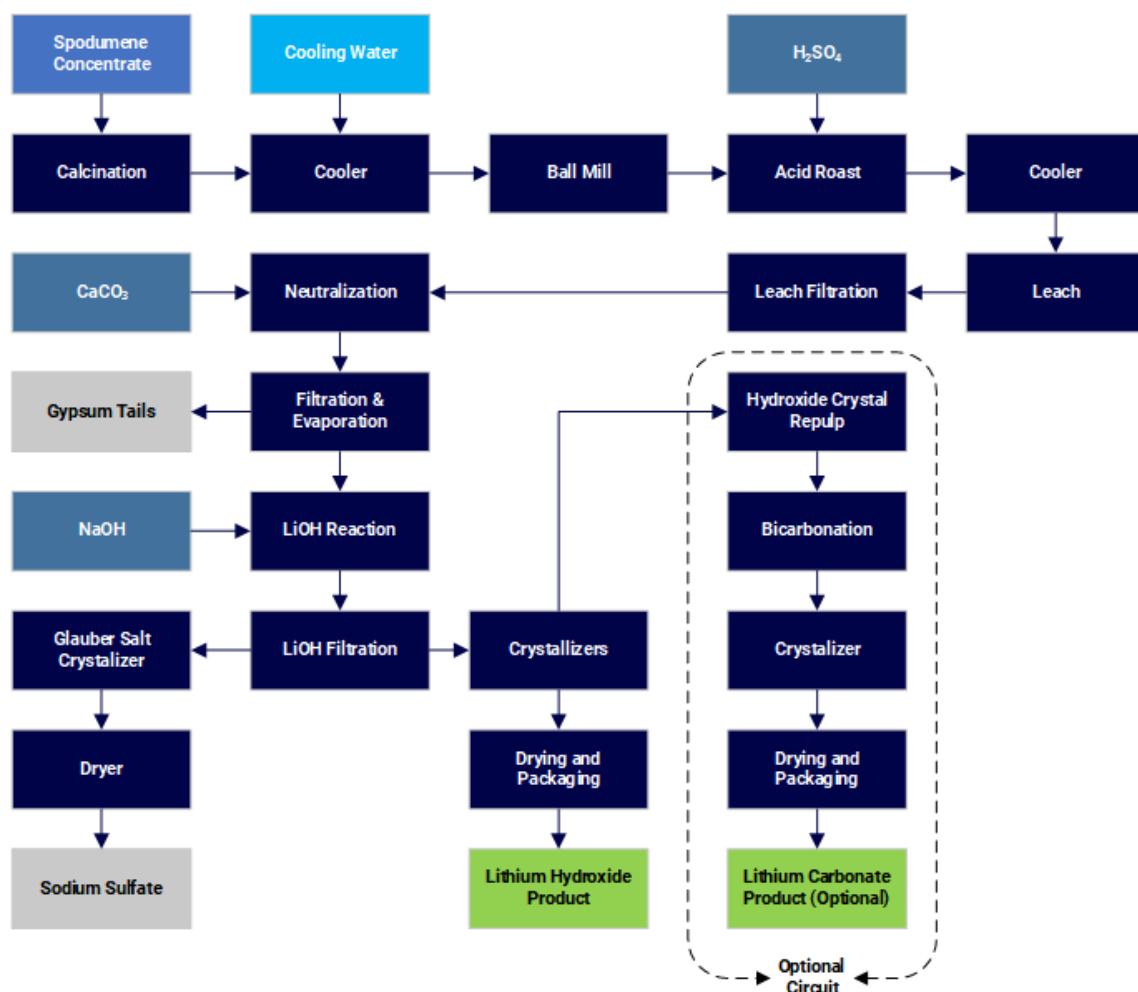 Spodumene
Concentrate
Cooling Water
H₂SO₄
Calcination
Cooler
Ball Mill
Acid Roast
Cooler
CaCO₃
Neutralization
Leach Filtration
Leach
Gypsum Tails
Filtration &
Evaporation
Hydroxide Crystal
Repulp
NaOH
LiOH Reaction
Bicarbonation
Glauber Salt
Crystalizer
LiOH Filtration
Crystallizers
Crystalizer
Dryer
Drying and
Packaging
Drying and
Packaging
Sodium Sulfate
Lithium Hydroxide
Product
Lithium Carbonate
Product (Optional)
Optional
Circuit